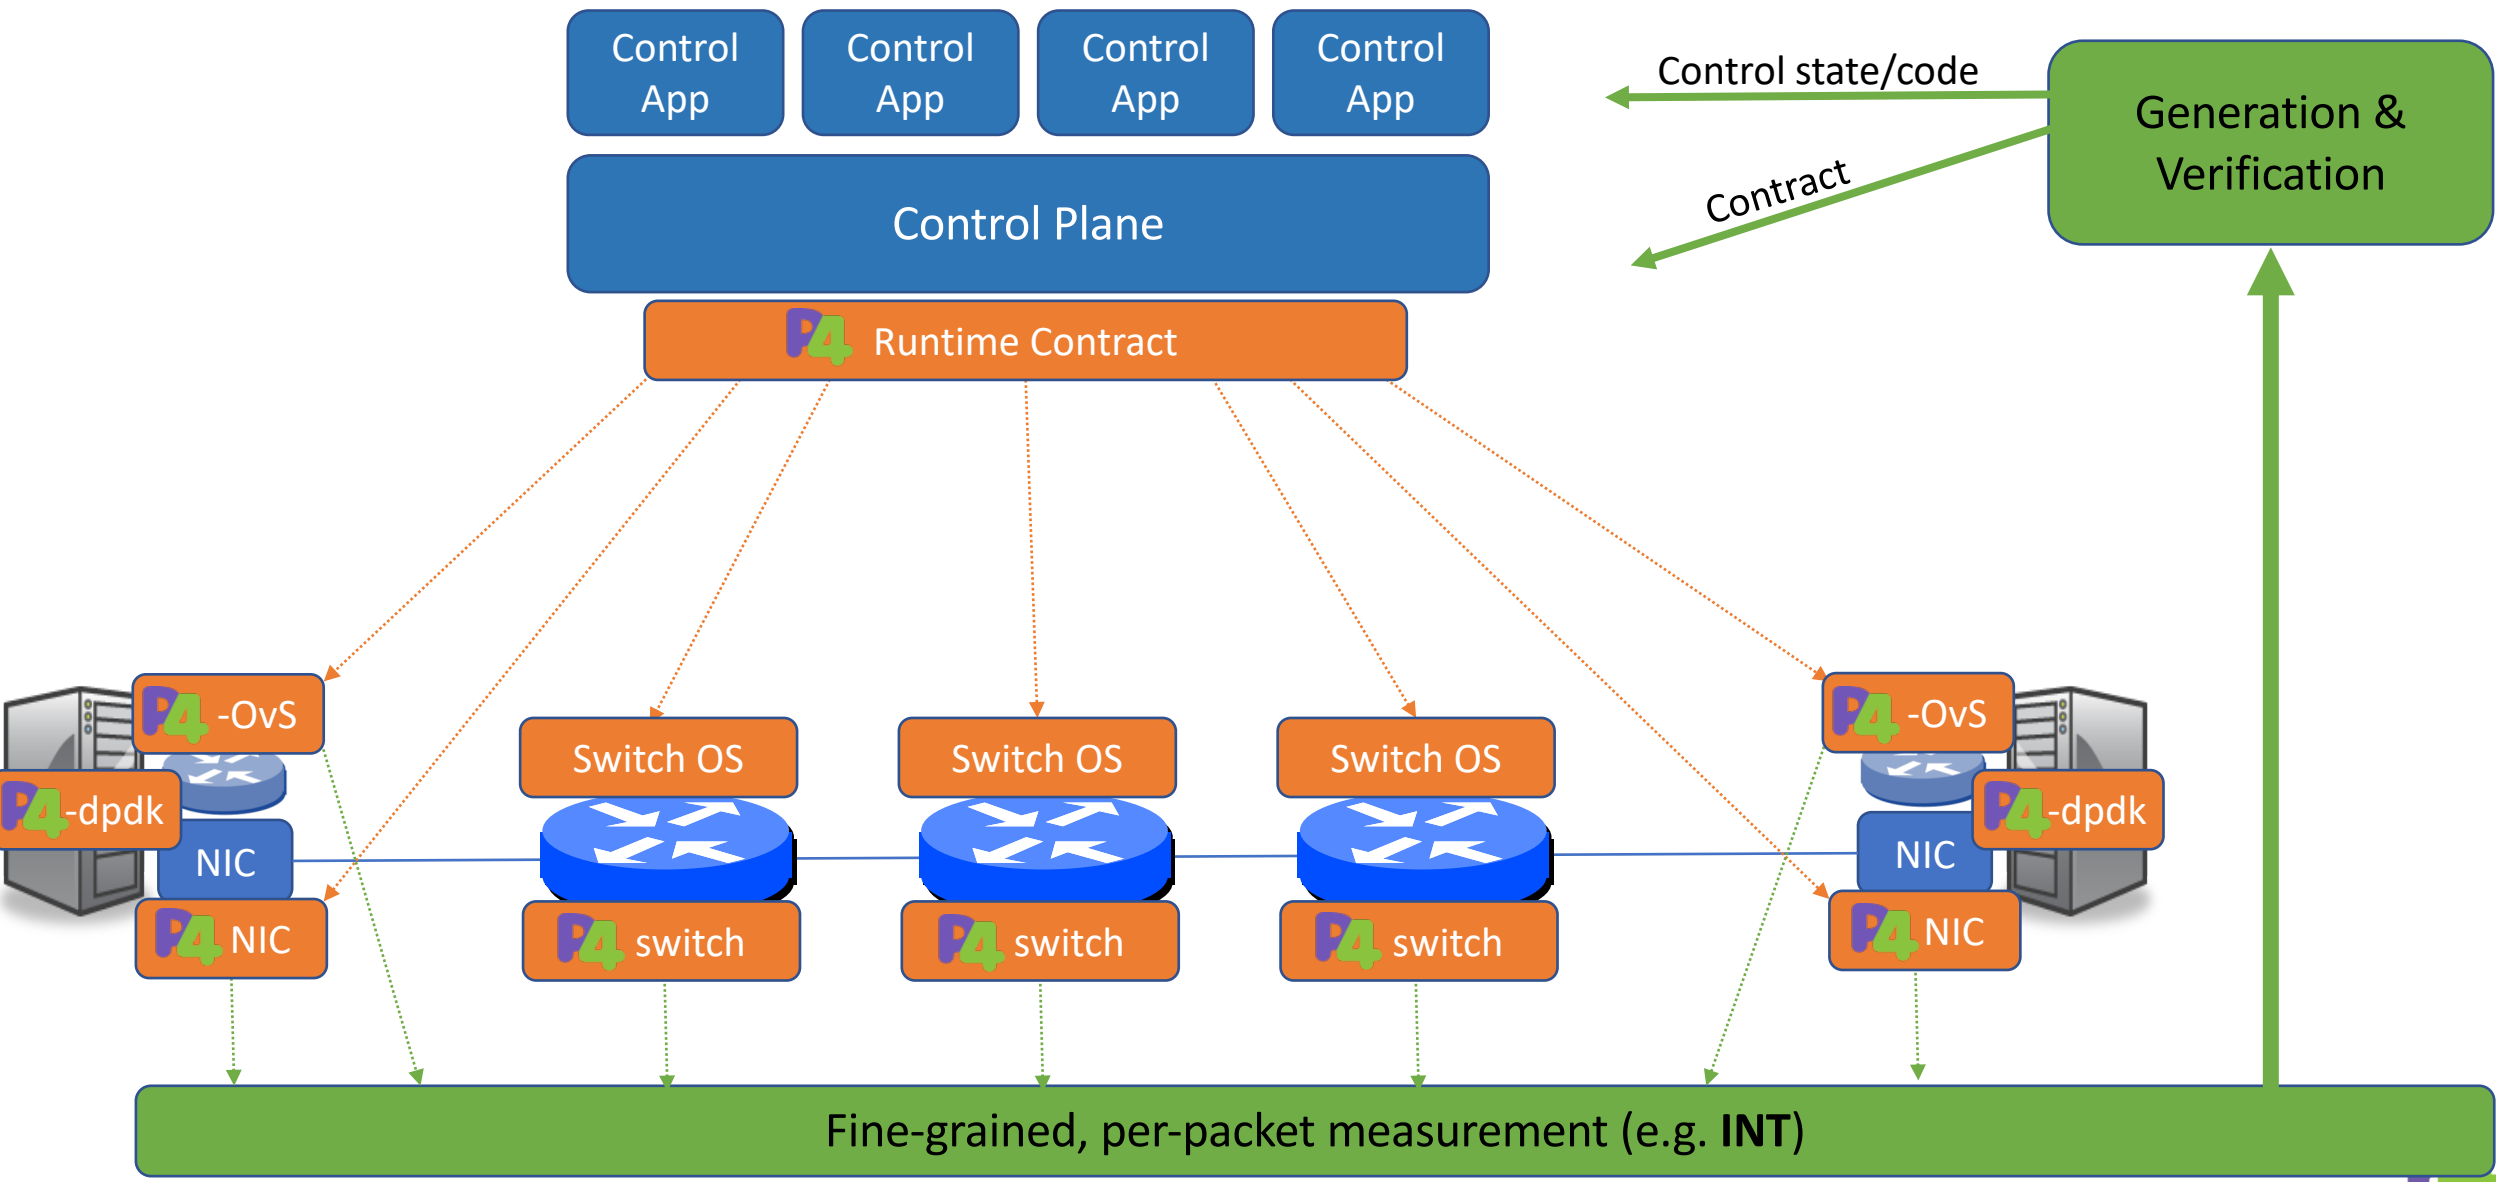 Control
App
Control
App
Control
App
Control
App
Control state/code
Generation &
Verification
Contract
Control Plane
P4 Runtime Contract
P4 -OvS
P4 -OvS
Switch OS
Switch OS
Switch OS
P4 -dpdk
P4 -dpdk
NIC
NIC
P4 NIC
P4 switch
P4 switch
P4 switch
P4 NIC
Fine-grained, per-packet measurement (e.g. INT)